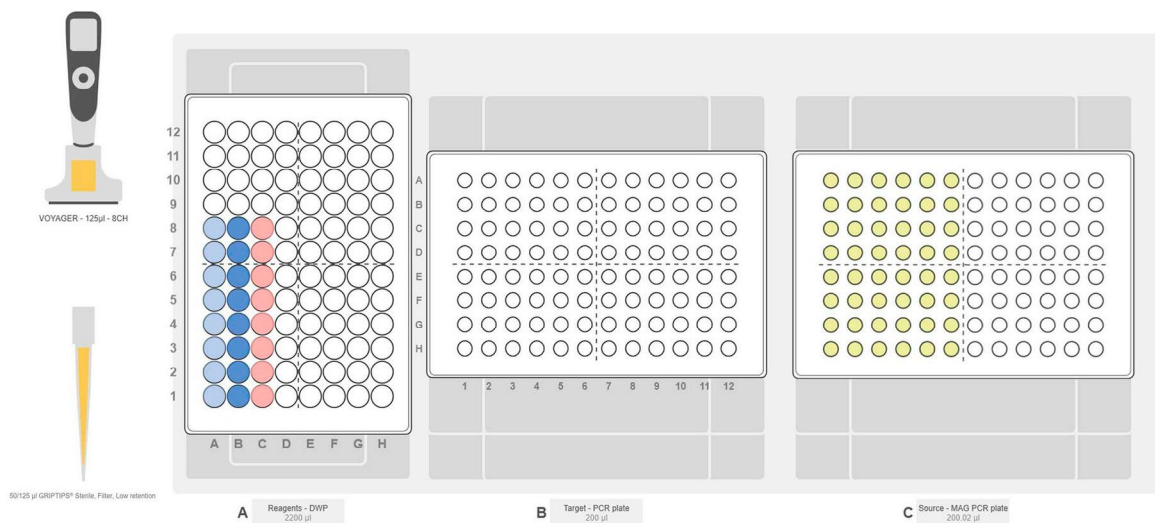 VOYAGER - 125µl - 8CH
50/125 µl GRIPTIPS® Sterile, Filter, Low retention
12
11
10
9
8
7
6
5
4
3
2
1
A B C D E F G H
A
B
C
D
E
F
G
H
1 2 3 4 5 6 7 8 9 10 11 12
A Reagents - DWP
2200 µl
B Target - PCR plate
200 µl
C Source - MAG PCR plate
200.02 µl